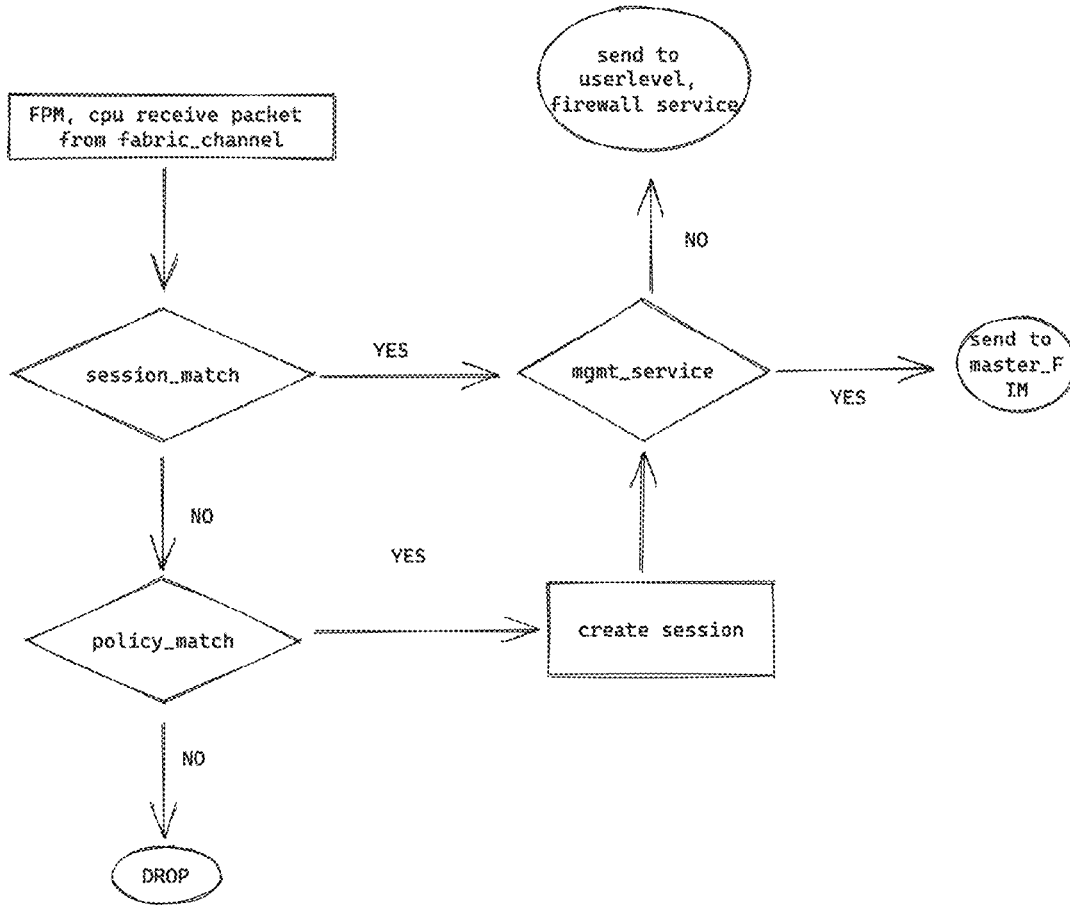 send to
userlevel,
firewall service
FPM, cpu receive packet
from fabric_channel
NO
session_match
YES
mgmt_service
YES
send to
master_F
IM
NO
YES
policy_match
create session
NO
DROP